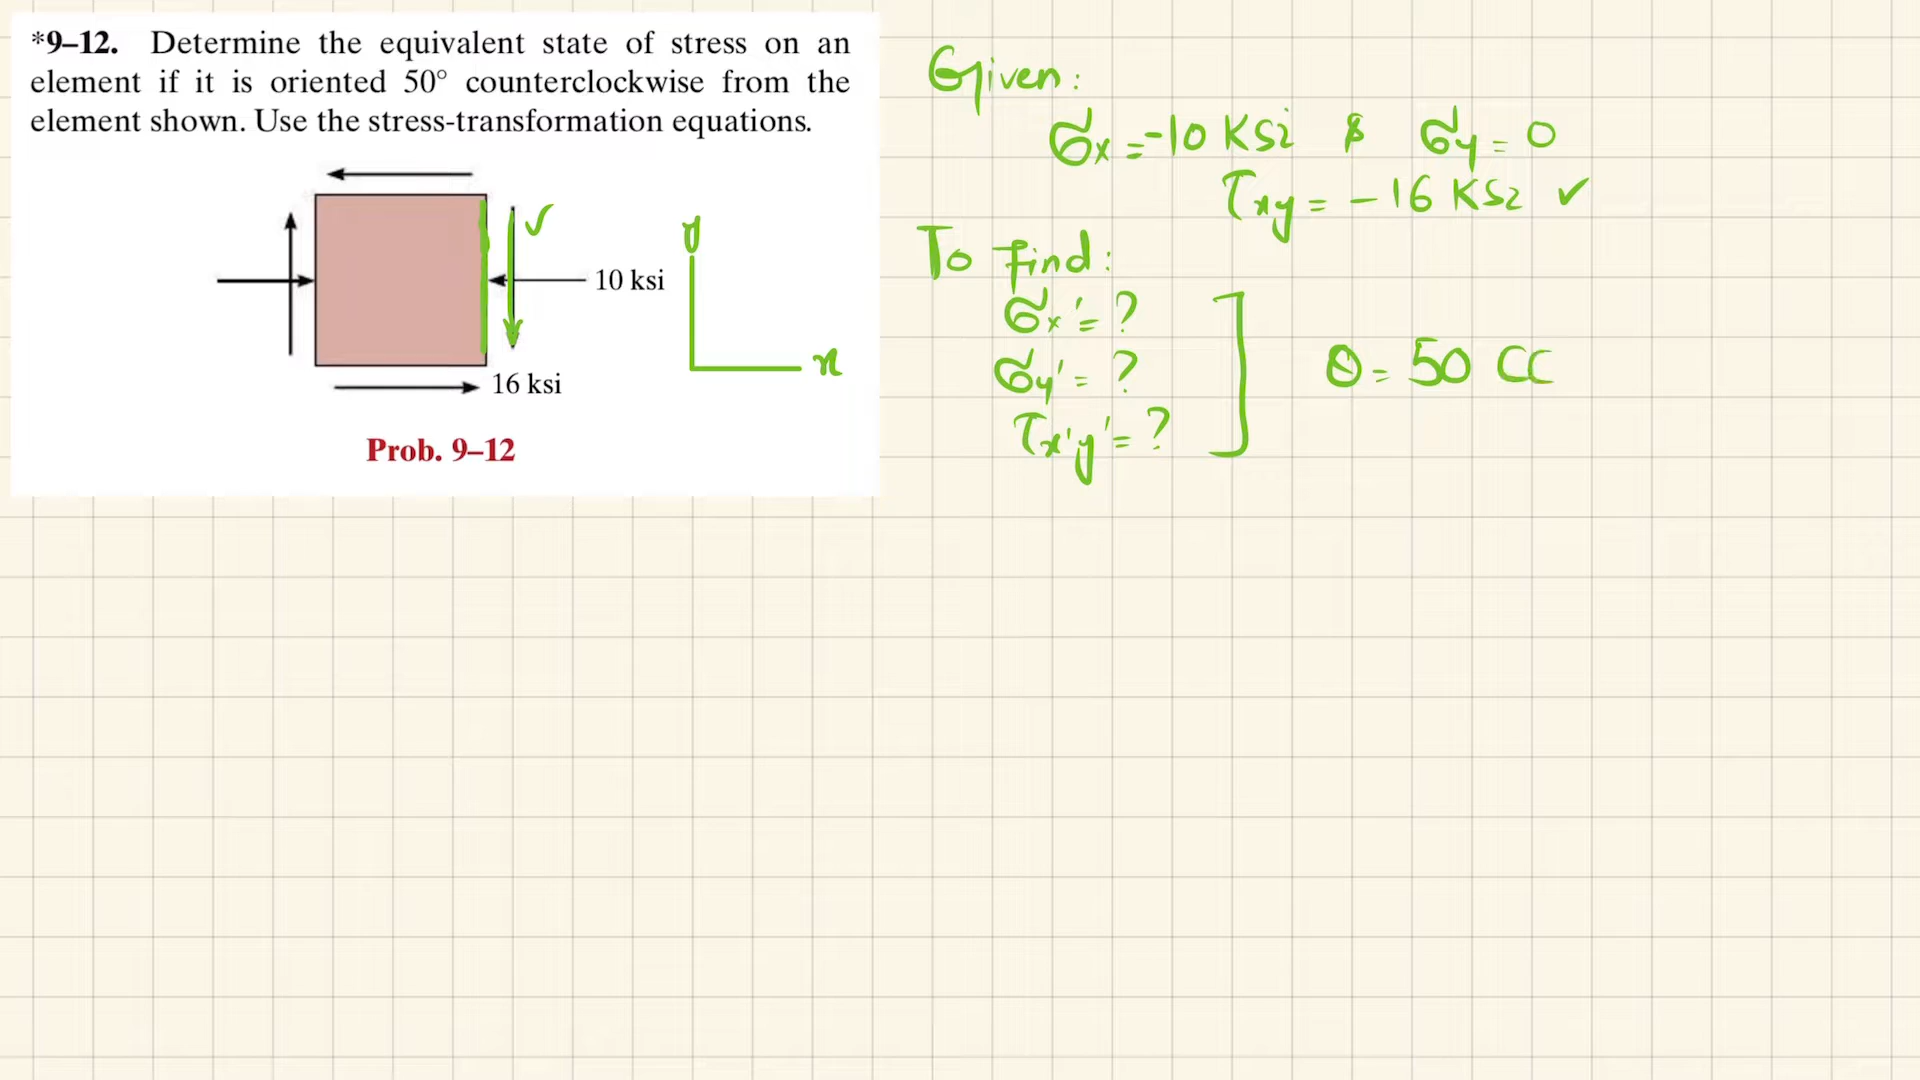 *9–12. Determine the equivalent state of stress on an
element if it is oriented 50° counterclockwise from the
element shown. Use the stress-transformation equations.
10 ksi
16 ksi
Prob. 9–12
y
x
Given:
σx = -10 Ksi & σy = 0
τxy = - 16 Ksi ✓
To find:
σx' = ?
σy' = ?
τx'y' = ?
θ = 50 CC